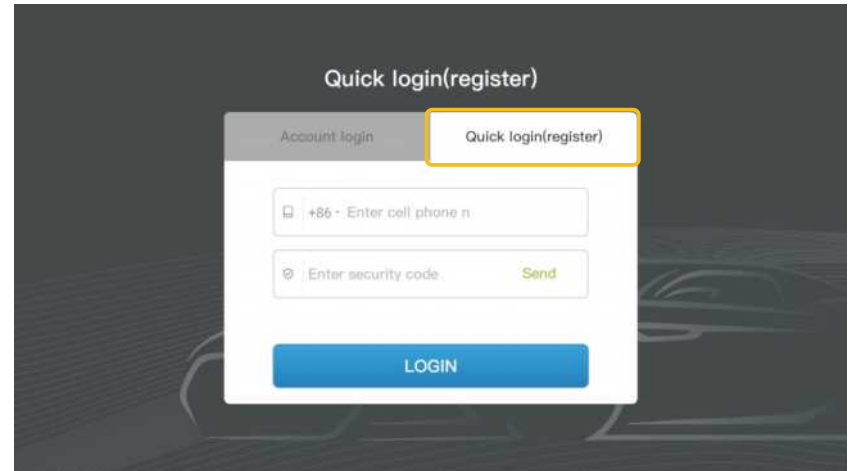 Quick login(register)
Account login
Quick login(register)
+86 - Enter cell phone n
Enter security code
Send
LOGIN